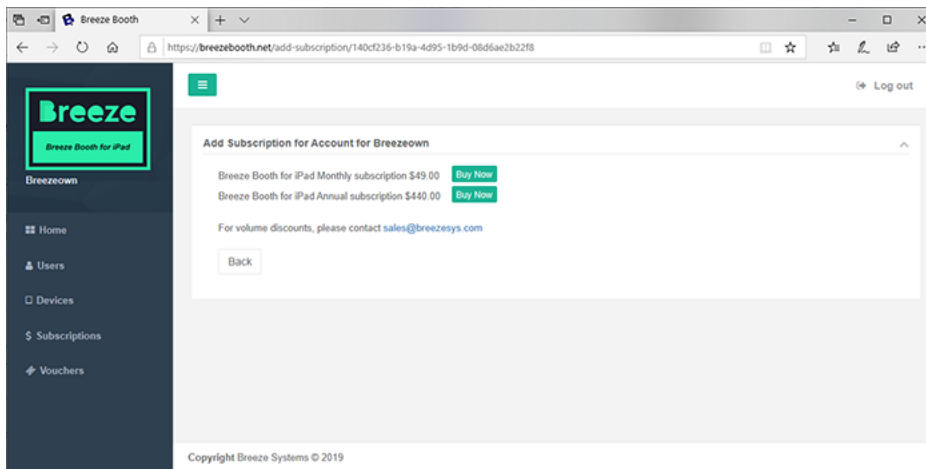 Breeze Booth
https://breezebooth.net/add-subscription/140cf236-b19a-4d95-1b9d-08d6ae2b22f8
Breeze
Breeze Booth for iPad
Breezeown
Home
Users
Devices
Subscriptions
Vouchers
Log out
Add Subscription for Account for Breezeown
Breeze Booth for iPad Monthly subscription $49.00 Buy Now
Breeze Booth for iPad Annual subscription $440.00 Buy Now
For volume discounts, please contact sales@breezesys.com
Back
Copyright Breeze Systems © 2019